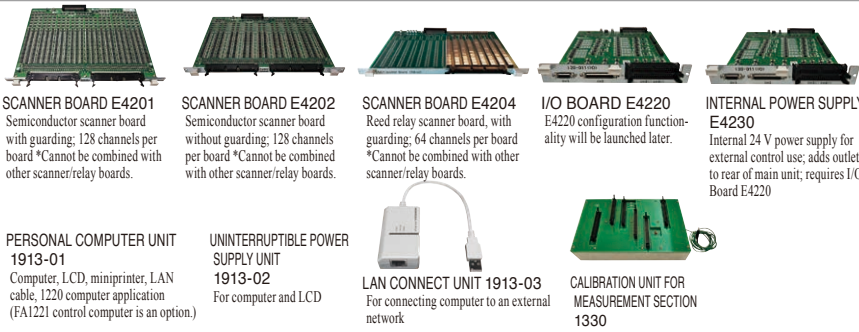 SCANNER BOARD E4201
Semiconductor scanner board
with guarding; 128 channels per
board *Cannot be combined with
other scanner/relay boards.
SCANNER BOARD E4202
Semiconductor scanner board
without guarding; 128 channels
per board *Cannot be combined
with other scanner/relay boards.
SCANNER BOARD E4204
Reed relay scanner board, with
guarding; 64 channels per board
*Cannot be combined with other
scanner/relay boards.
I/O BOARD E4220
E4220 configuration function-
ality will be launched later.
INTERNAL POWER SUPPLY
E4230
Internal 24 V power supply for
external control use; adds outlet
to rear of main unit; requires I/O
Board E4220
PERSONAL COMPUTER UNIT
1913-01
Computer, LCD, miniprinter, LAN
cable, 1220 computer application
(FA1221 control computer is an option.)
UNINTERRUPTIBLE POWER
SUPPLY UNIT
1913-02
For computer and LCD
LAN CONNECT UNIT 1913-03
For connecting computer to an external
network
CALIBRATION UNIT FOR
MEASUREMENT SECTION
1330